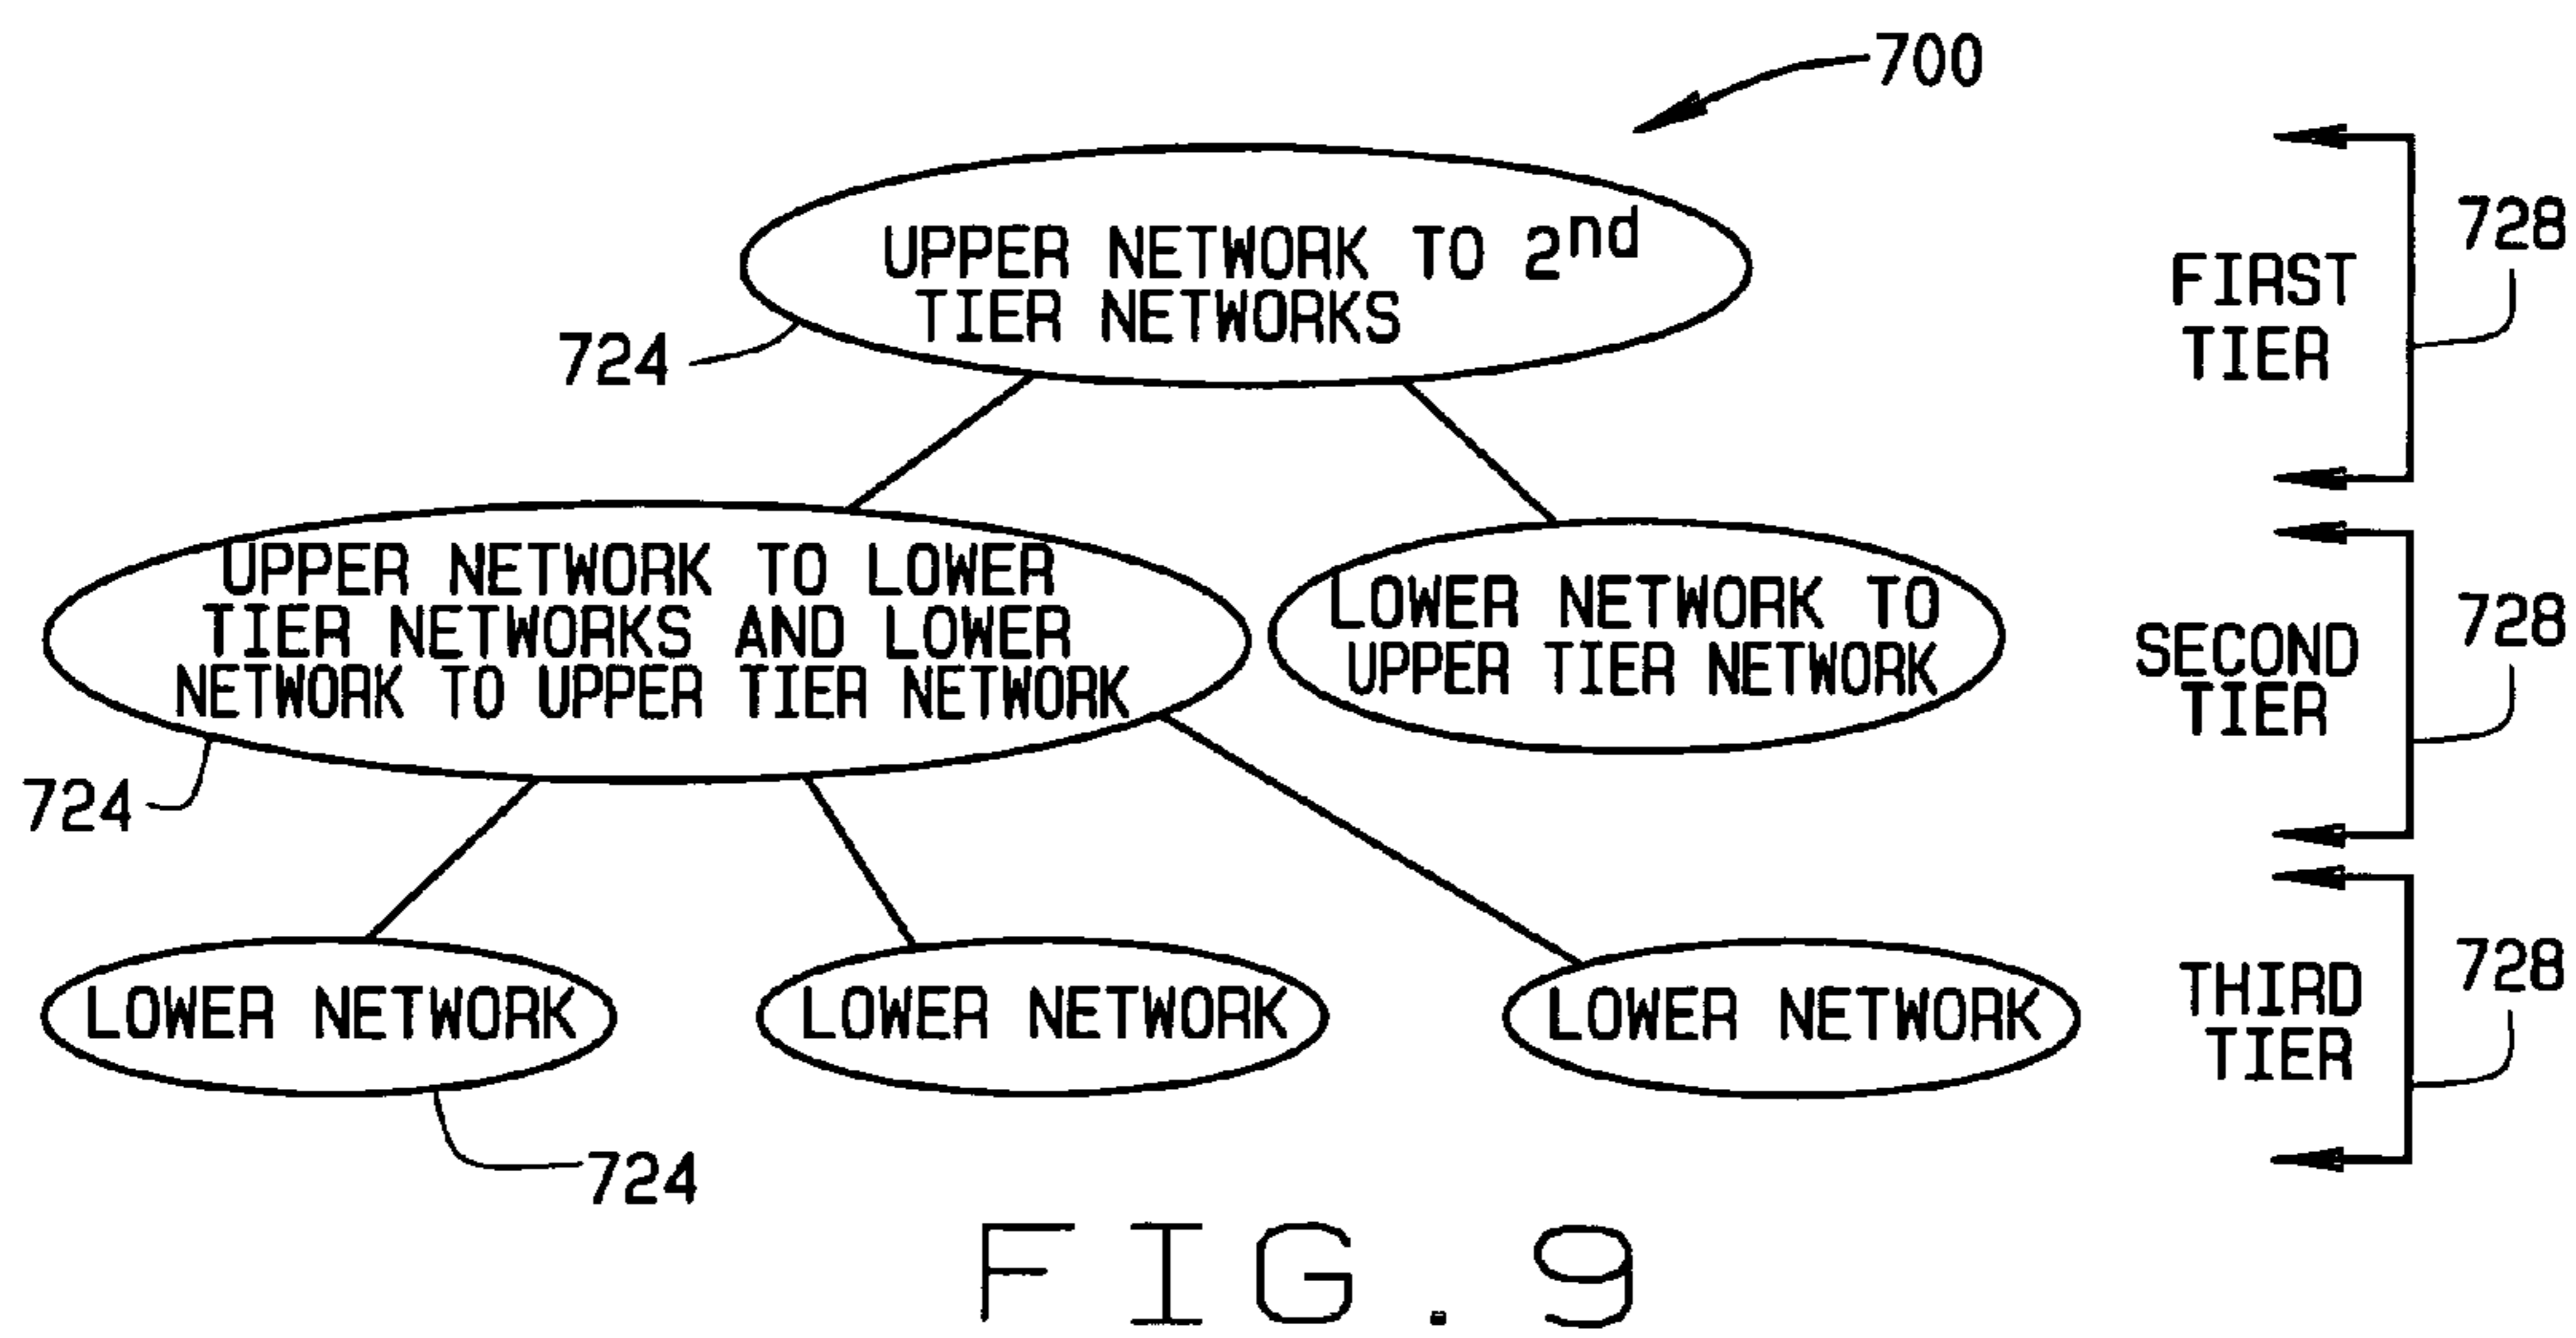 700
UPPER NETWORK TO 2nd
TIER NETWORKS
724
728
FIRST
TIER
UPPER NETWORK TO LOWER
TIER NETWORKS AND LOWER
NETWORK TO UPPER TIER NETWORK
724
LOWER NETWORK TO
UPPER TIER NETWORK
728
SECOND
TIER
LOWER NETWORK
724
LOWER NETWORK
LOWER NETWORK
728
THIRD
TIER
FIG.9